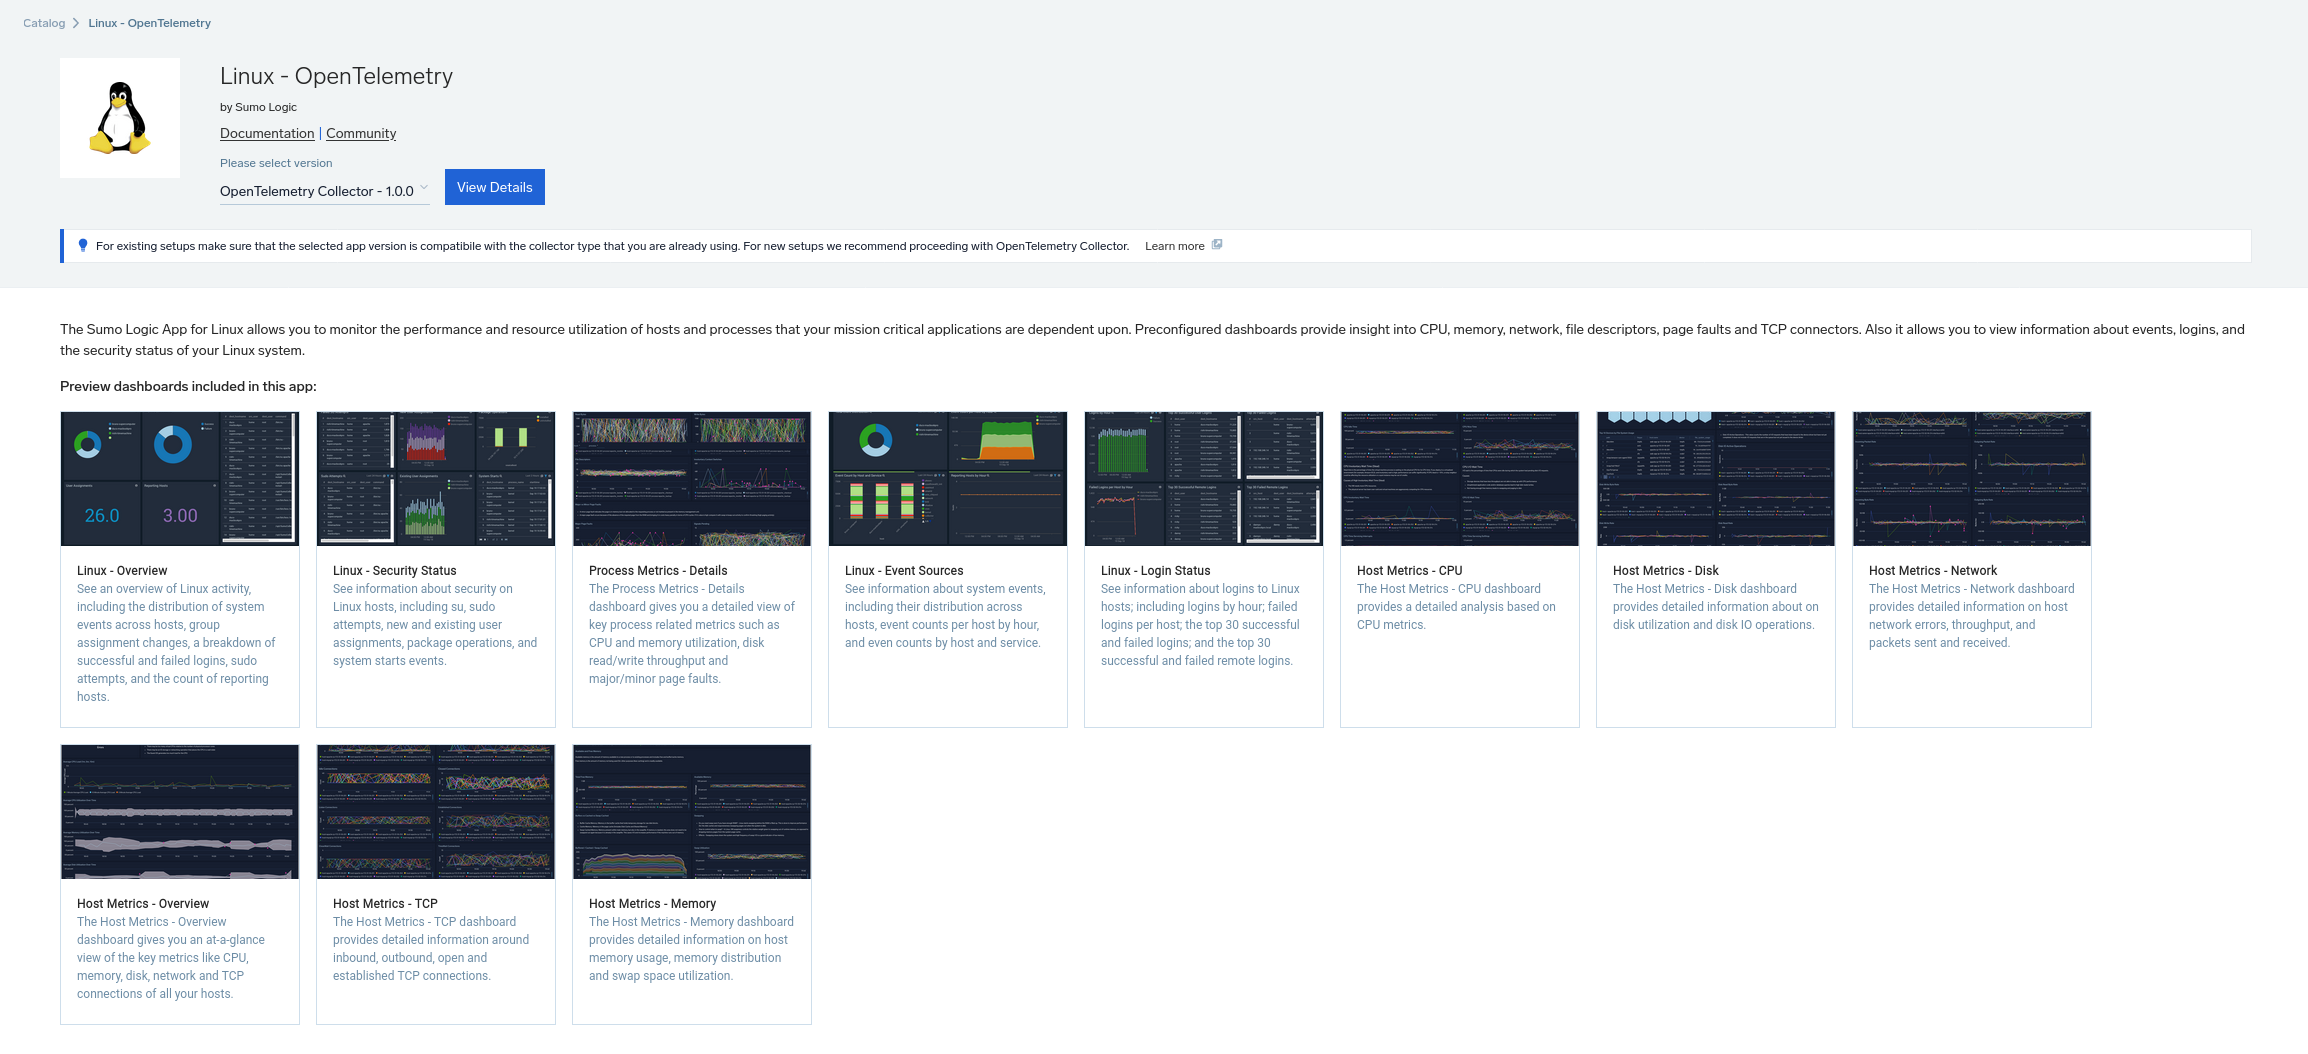 Catalog > Linux - OpenTelemetry
Linux - OpenTelemetry
by Sumo Logic
Documentation | Community
Please select version
OpenTelemetry Collector - 1.0.0
View Details
For existing setups make sure that the selected app version is compatibile with the collector type that you are already using. For new setups we recommend proceeding with OpenTelemetry Collector. Learn more
The Sumo Logic App for Linux allows you to monitor the performance and resource utilization of hosts and processes that your mission critical applications are dependent upon. Preconfigured dashboards provide insight into CPU, memory, network, file descriptors, page faults and TCP connectors. Also it allows you to view information about events, logins, and
the security status of your Linux system.
Preview dashboards included in this app:
User Assignments
Reporting Hosts
26.0
3.00
Linux - Overview
See an overview of Linux activity,
including the distribution of system
events across hosts, group
assignment changes, a breakdown of
successful and failed logins, sudo
attempts, and the count of reporting
hosts.
Linux - Security Status
See information about security on
Linux hosts, including su, sudo
attempts, new and existing user
assignments, package operations, and
system starts events.
Process Metrics - Details
The Process Metrics - Details
dashboard gives you a detailed view of
key process related metrics such as
CPU and memory utilization, disk
read/write throughput and
major/minor page faults.
Linux - Event Sources
See information about system events,
including their distribution across
hosts, event counts per host by hour,
and even counts by host and service.
Linux - Login Status
See information about logins to Linux
hosts; including logins by hour; failed
logins per host; the top 30 successful
and failed logins; and the top 30
successful and failed remote logins.
Host Metrics - CPU
The Host Metrics - CPU dashboard
provides a detailed analysis based on
CPU metrics.
Host Metrics - Disk
The Host Metrics - Disk dashboard
provides detailed information about on
disk utilization and disk IO operations.
Host Metrics - Network
The Host Metrics - Network dashboard
provides detailed information on host
network errors, throughput, and
packets sent and received.
Host Metrics - Overview
The Host Metrics - Overview
dashboard gives you an at-a-glance
view of the key metrics like CPU,
memory, disk, network and TCP
connections of all your hosts.
Host Metrics - TCP
The Host Metrics - TCP dashboard
provides detailed information around
inbound, outbound, open and
established TCP connections.
Host Metrics - Memory
The Host Metrics - Memory dashboard
provides detailed information on host
memory usage, memory distribution
and swap space utilization.